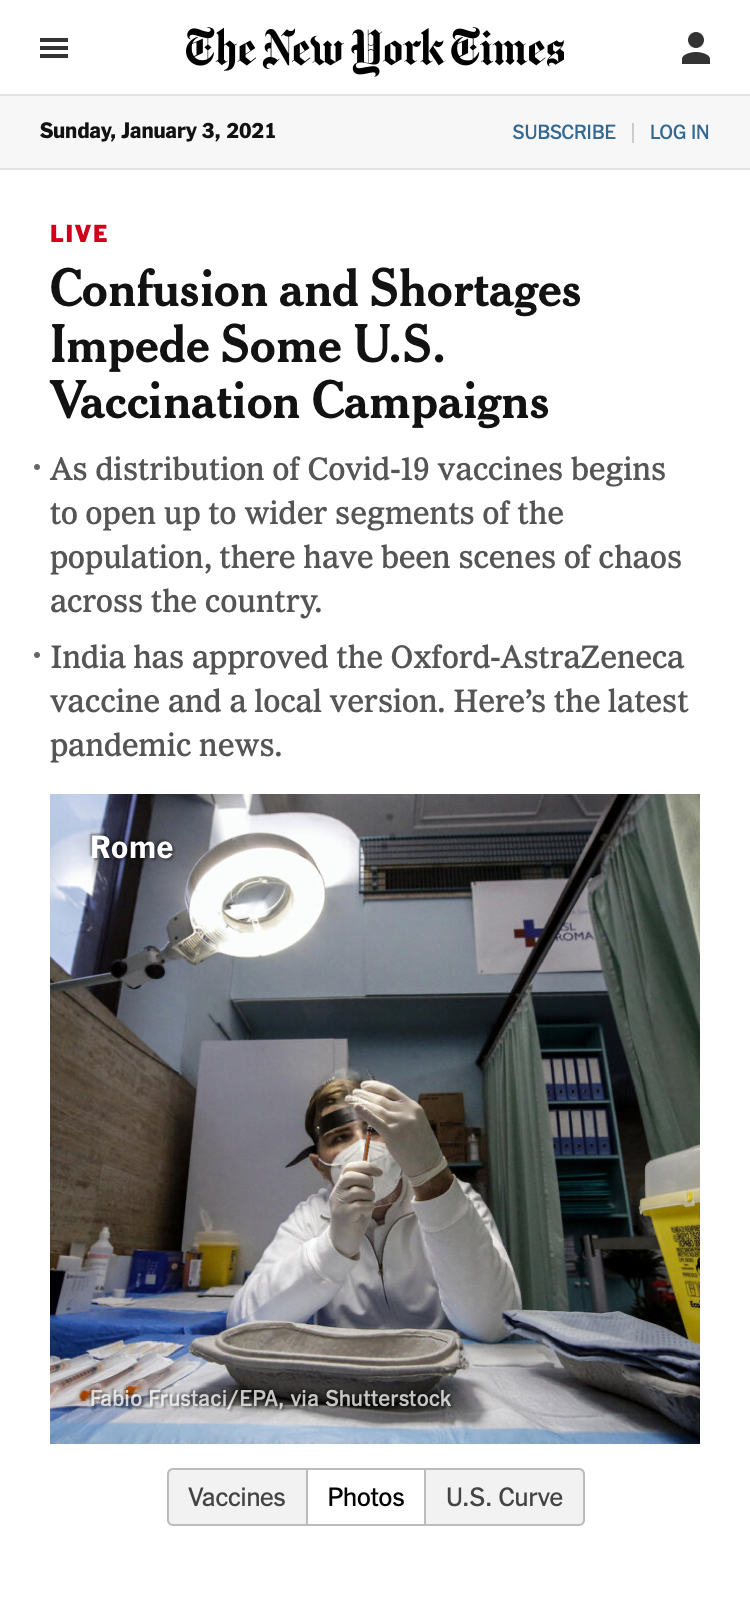 The New York Times
Sunday, January 3, 2021
SUBSCRIBE | LOG IN
LIVE
Confusion and Shortages
Impede Some U.S.
Vaccination Campaigns
• As distribution of Covid-19 vaccines begins
to open up to wider segments of the
population, there have been scenes of chaos
across the country.
• India has approved the Oxford-AstraZeneca
vaccine and a local version. Here’s the latest
pandemic news.
Rome
SL
ROMA
Fabio Frustaci/EPA, via Shutterstock
Vaccines
Photos
U.S. Curve